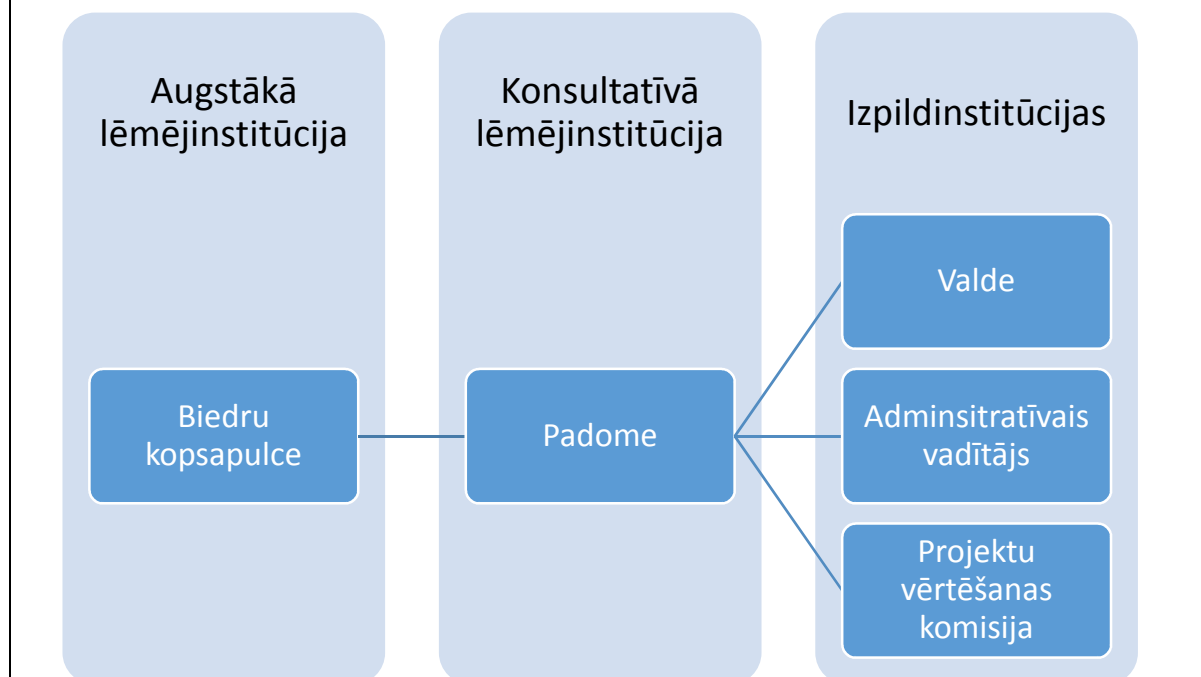 Augstākā
lēmējinstitūcija
Biedru
kopsapulce
Konsultatīvā
lēmējinstitūcija
Padome
Izpildinstitūcijas
Valde
Adminsitratīvais
vadītājs
Projektu
vērtēšanas
komisija